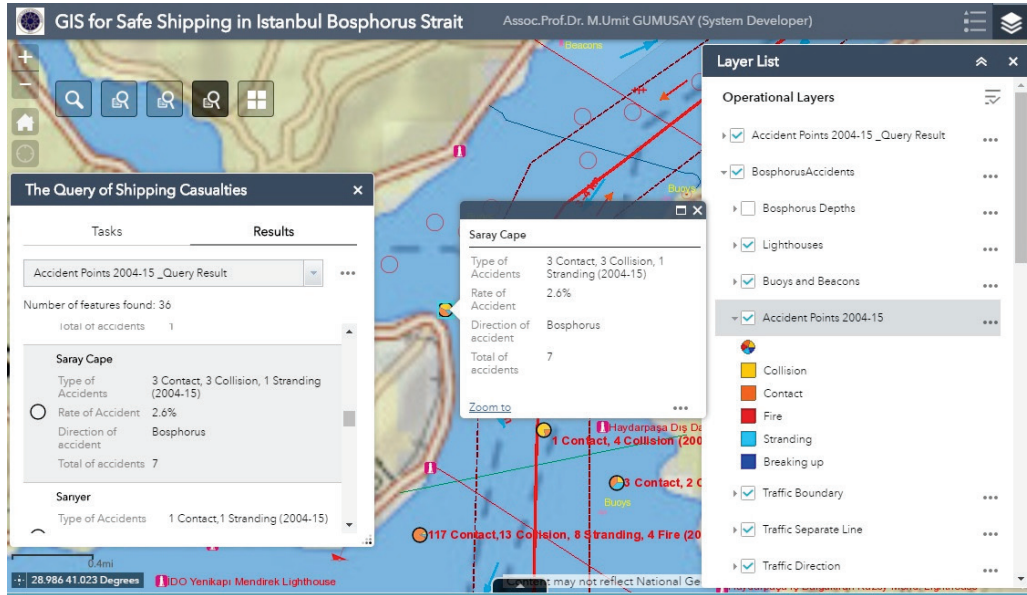 GIS for Safe Shipping in Istanbul Bosphorus Strait
Assoc.Prof.Dr. M.Umit GUMUSAY (System Developer)
Beacons
Buoys
The Query of Shipping Casualties
Tasks
Results
Accident Points 2004-15 _Query Result
Number of features found: 36
Total of accidents 1
Saray Cape
Type of Accidents 3 Contact, 3 Collision, 1 Stranding (2004-15)
Rate of Accident 2.6%
Direction of accident Bosphorus
Total of accidents 7
Sarıyer
Type of Accidents 1 Contact,1 Stranding (2004-15)
0.4mi
28.986 41.023 Degrees
İDO Yenikapı Mendirek Lighthouse
Saray Cape
Type of Accidents 3 Contact, 3 Collision, 1 Stranding (2004-15)
Rate of Accident 2.6%
Direction of accident Bosphorus
Total of accidents 7
Zoom to
Haydarpaşa Dış Da
1 Contact, 4 Collision (200
3 Contact, 2 C
Buoys
117 Contact,13 Collision, 8 Stranding, 4 Fire (20
Content may not reflect National Ge
Layer List
Operational Layers
Accident Points 2004-15 _Query Result
BosphorusAccidents
Bosphorus Depths
Lighthouses
Buoys and Beacons
Accident Points 2004-15
Collision
Contact
Fire
Stranding
Breaking up
Traffic Boundary
Traffic Separate Line
Traffic Direction